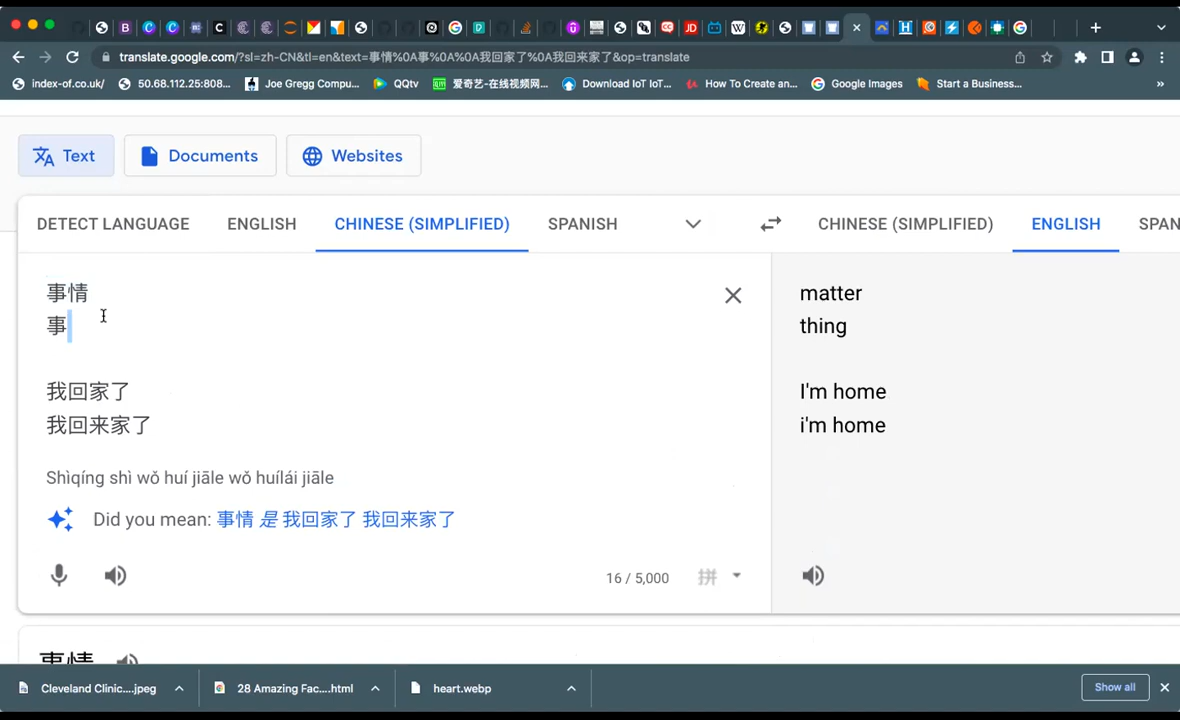 translate.google.com/?sl=zh-CN&tl=en&text=事情%0A事%0A%0A我回家了%0A我回来家了&op=translate
index-of.co.uk/ 50.68.112.25:808... Joe Gregg Compu... QQtv 爱奇艺-在线视频网... Download IoT IoT... How To Create an... Google Images Start a Business... »
Text Documents Websites
DETECT LANGUAGE ENGLISH CHINESE (SIMPLIFIED) SPANISH CHINESE (SIMPLIFIED) ENGLISH SPAN
事情 matter
事 thing
我回家了 I'm home
我回来家了 i'm home
Shìqíng shì wǒ huí jiāle wǒ huílái jiāle
Did you mean: 事情 是 我回家了 我回来家了
16 / 5,000 拼
事情
Cleveland Clinic....jpeg 28 Amazing Fac....html heart.webp Show all